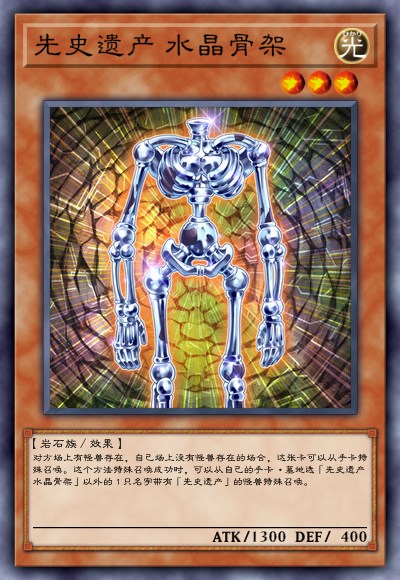 先史遗产 水晶骨架
光
ひかり
【岩石族／效果】
对方场上有怪兽存在，自己场上没有怪兽存在的场合，这张卡可以从手卡特
殊召唤。这个方法特殊召唤成功时，可以从自己的手卡·墓地选「先史遗产
水晶骨架」以外的1只名字带有「先史遗产」的怪兽特殊召唤。
ATK/1300 DEF/ 400